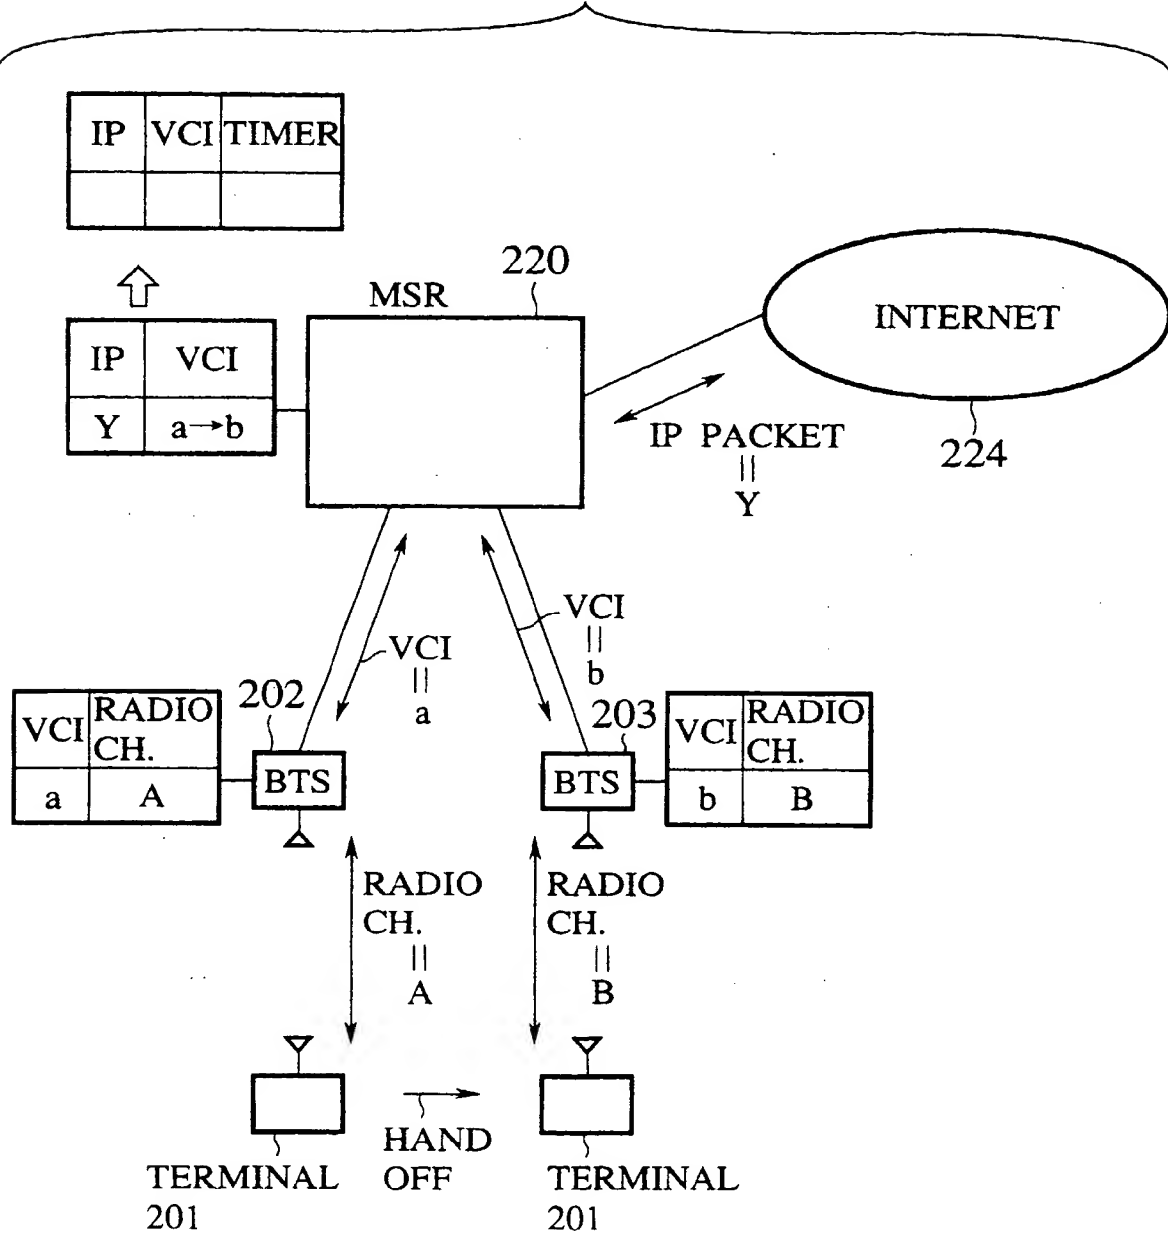 IP VCI TIMER
220
MSR
INTERNET
IP VCI
Y a→b
IP PACKET
||
Y
224
VCI
||
b
VCI
||
a
202
203
VCI RADIO CH.
a A
BTS
BTS
VCI RADIO CH.
b B
RADIO
CH.
||
A
RADIO
CH.
||
B
HAND
OFF
TERMINAL
201
TERMINAL
201